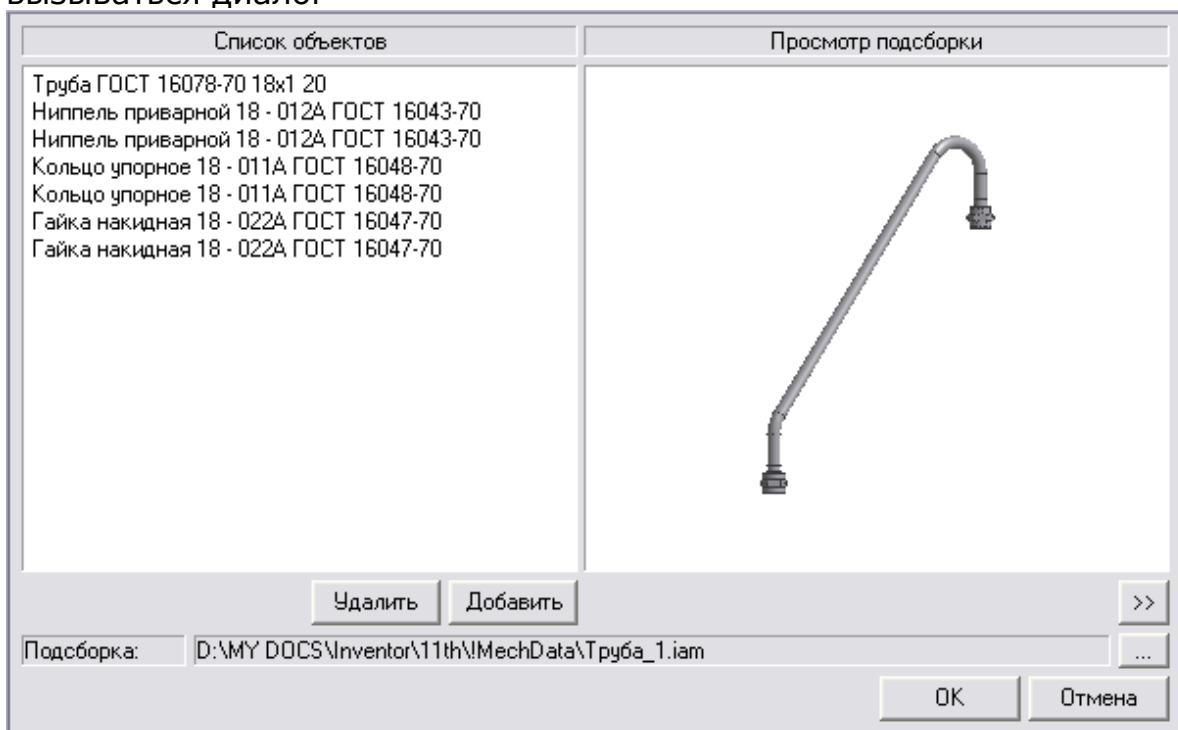 вызываться диалог
Список объектов
Просмотр подсборки
Труба ГОСТ 16078-70 18x1 20
Ниппель приварной 18 - 012А ГОСТ 16043-70
Ниппель приварной 18 - 012А ГОСТ 16043-70
Кольцо упорное 18 - 011А ГОСТ 16048-70
Кольцо упорное 18 - 011А ГОСТ 16048-70
Гайка накидная 18 - 022А ГОСТ 16047-70
Гайка накидная 18 - 022А ГОСТ 16047-70
Удалить
Добавить
>>
Подсборка:
D:\MY DOCS\Inventor\11th\!MechData\Труба_1.iam
...
OK
Отмена